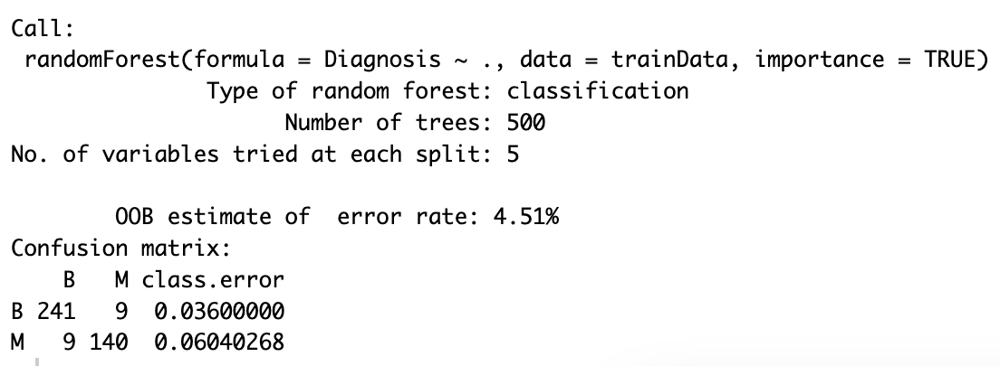 Call:
 randomForest(formula = Diagnosis ~ ., data = trainData, importance = TRUE)
               Type of random forest: classification
                     Number of trees: 500
No. of variables tried at each split: 5

        OOB estimate of  error rate: 4.51%
Confusion matrix:
    B   M class.error
B 241   9  0.03600000
M   9 140  0.06040268